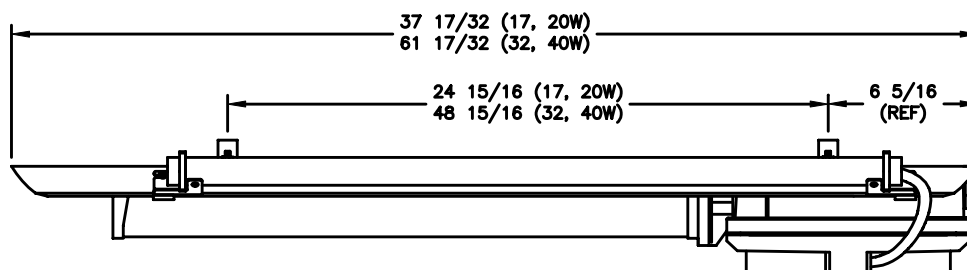 37 17/32 (17, 20W)
61 17/32 (32, 40W)
24 15/16 (17, 20W)
48 15/16 (32, 40W)
6 5/16
(REF)